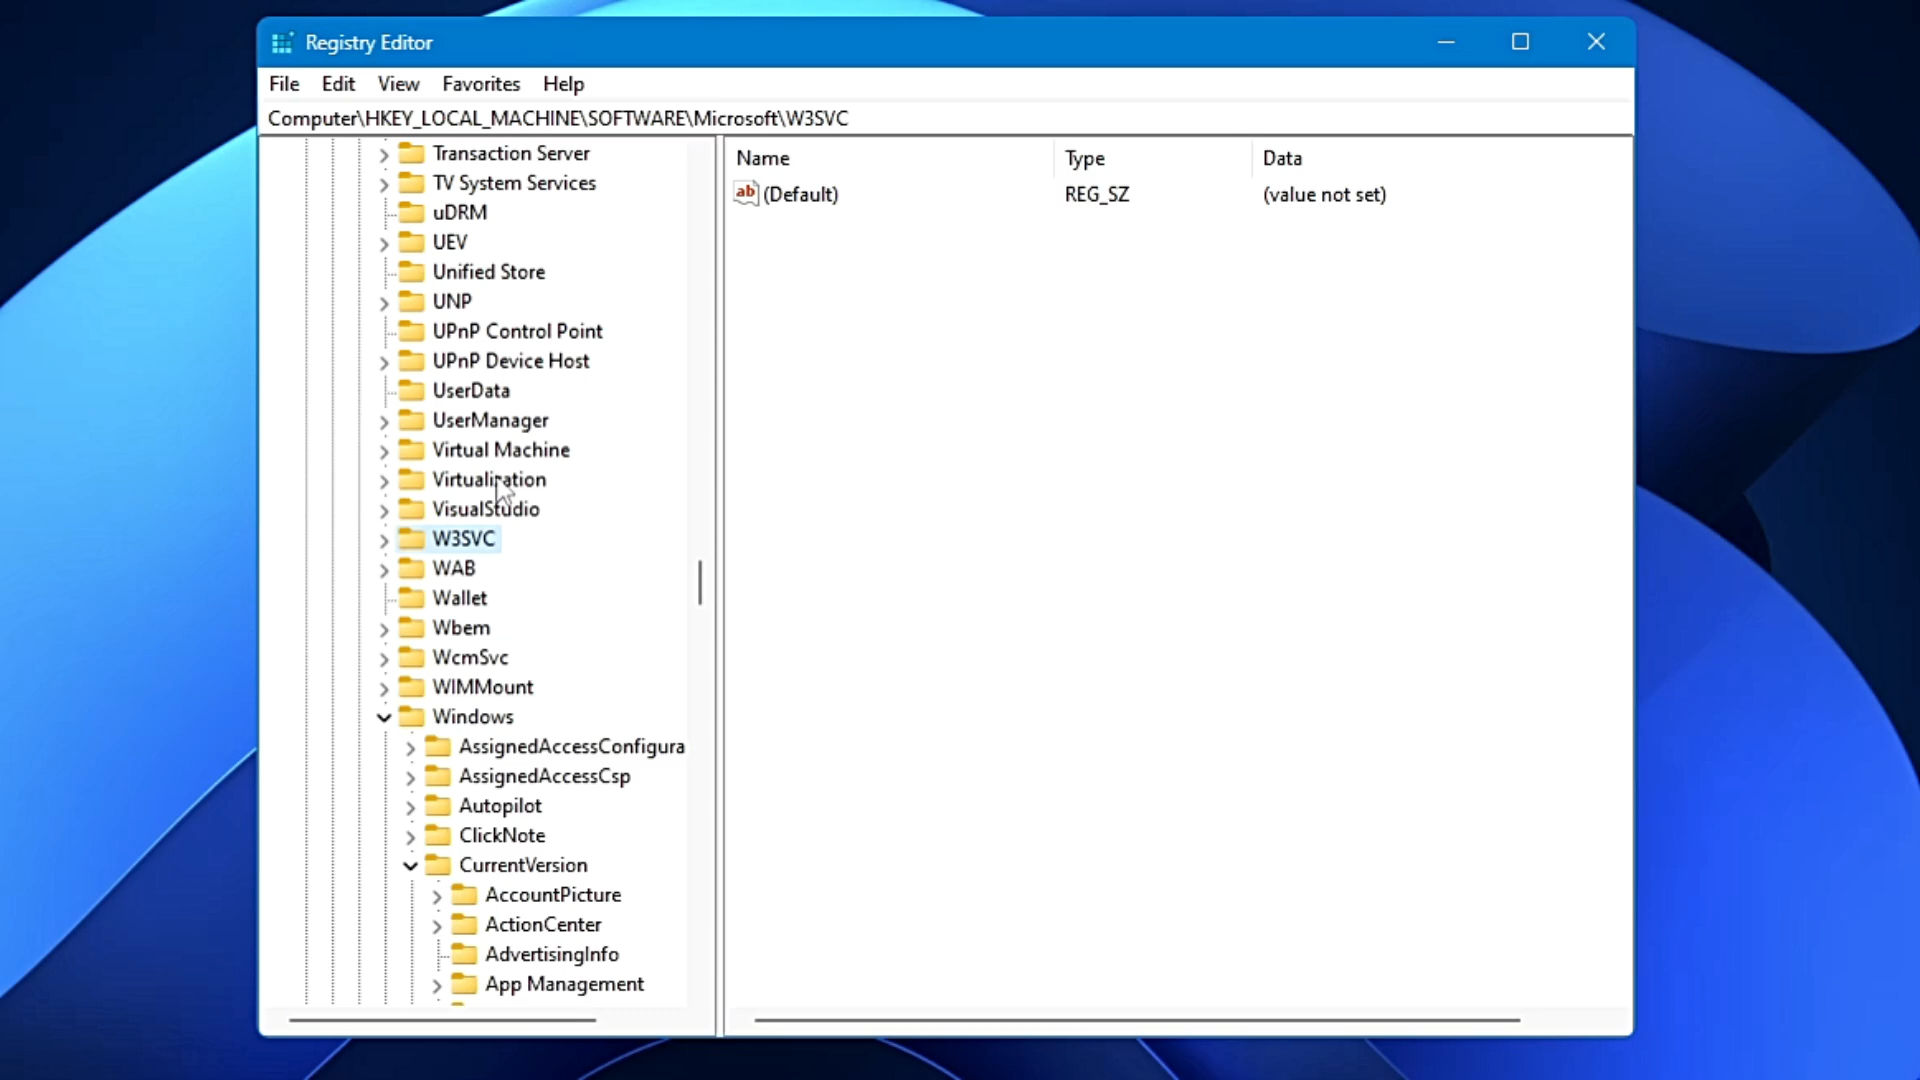 Registry Editor
File Edit View Favorites Help
Computer\HKEY_LOCAL_MACHINE\SOFTWARE\Microsoft\W3SVC
Name Type Data
ab (Default) REG_SZ (value not set)
Transaction Server
TV System Services
uDRM
UEV
Unified Store
UNP
UPnP Control Point
UPnP Device Host
UserData
UserManager
Virtual Machine
Virtualization
VisualStudio
W3SVC
WAB
Wallet
Wbem
WcmSvc
WIMMount
Windows
AssignedAccessConfigura
AssignedAccessCsp
Autopilot
ClickNote
CurrentVersion
AccountPicture
ActionCenter
AdvertisingInfo
App Management